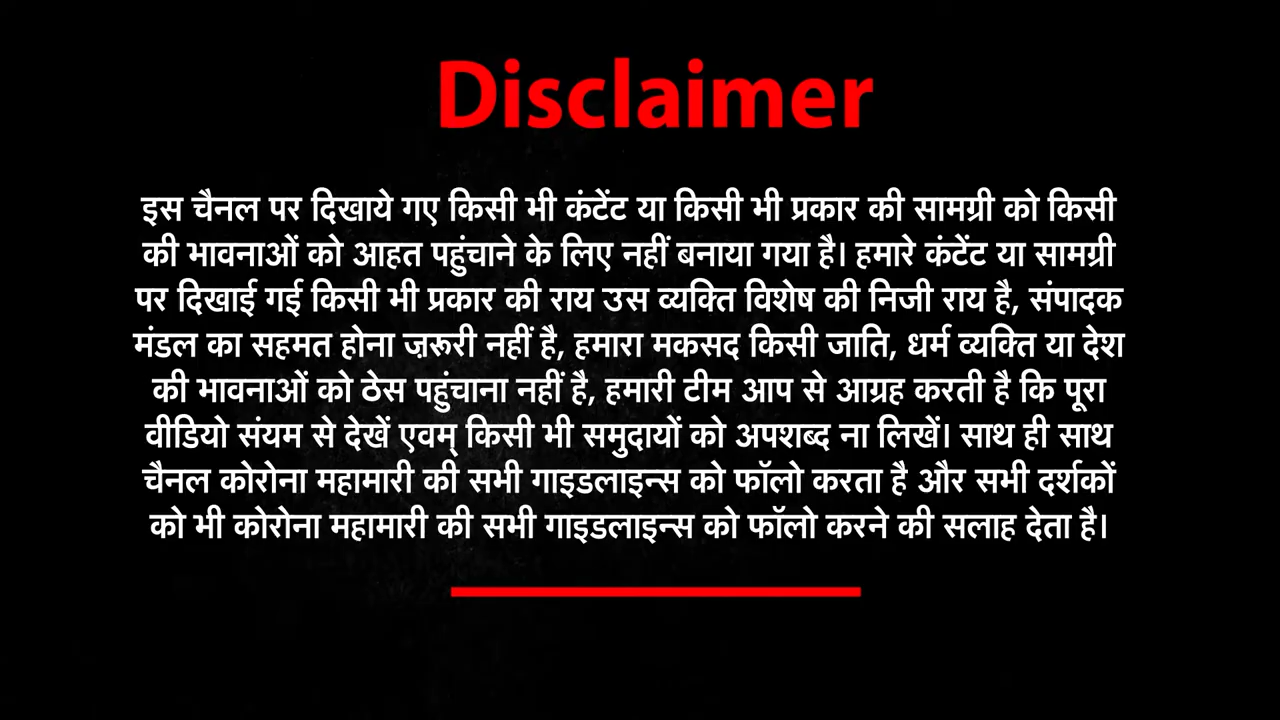 Disclaimer
इस चैनल पर दिखाये गए किसी भी कंटेंट या किसी भी प्रकार की सामग्री को किसी
की भावनाओं को आहत पहुंचाने के लिए नहीं बनाया गया है। हमारे कंटेंट या सामग्री
पर दिखाई गई किसी भी प्रकार की राय उस व्यक्ति विशेष की निजी राय है, संपादक
मंडल का सहमत होना ज़रूरी नहीं है, हमारा मकसद किसी जाति, धर्म व्यक्ति या देश
की भावनाओं को ठेस पहुंचाना नहीं है, हमारी टीम आप से आग्रह करती है कि पूरा
वीडियो संयम से देखें एवम् किसी भी समुदायों को अपशब्द ना लिखें। साथ ही साथ
चैनल कोरोना महामारी की सभी गाइडलाइन्स को फॉलो करता है और सभी दर्शकों
को भी कोरोना महामारी की सभी गाइडलाइन्स को फॉलो करने की सलाह देता है।